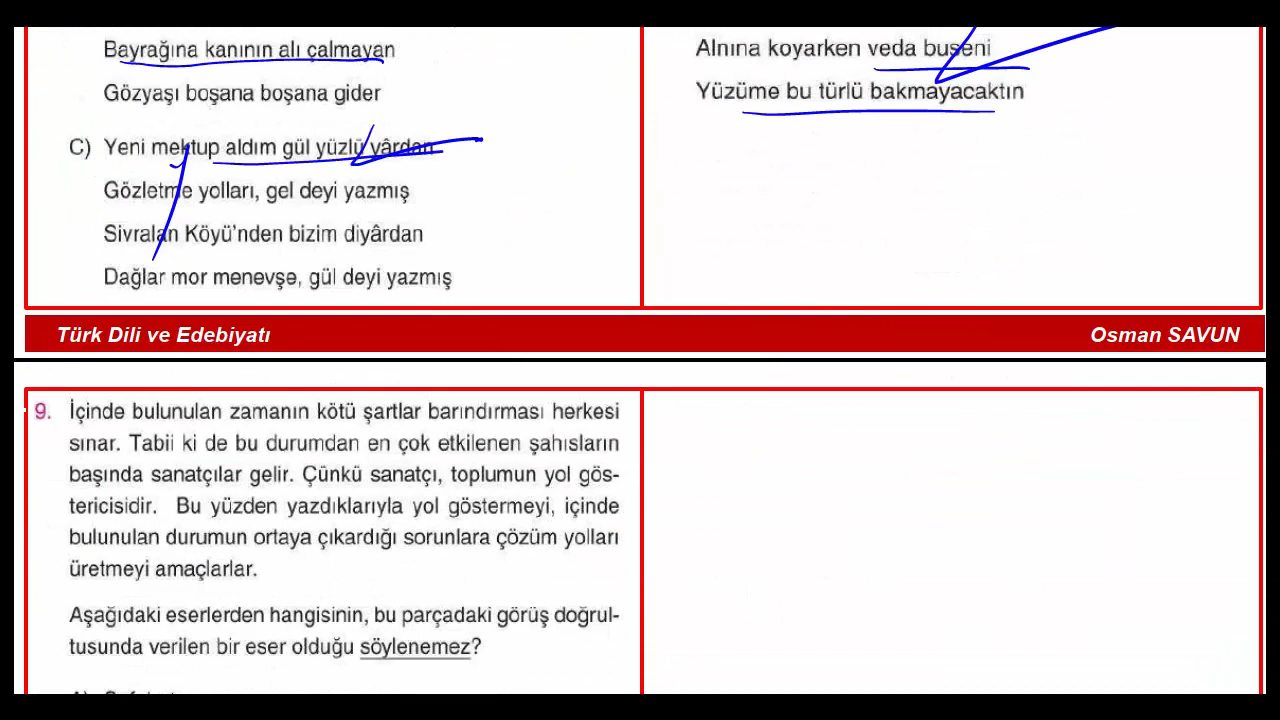 Bayrağına kanının alı çalmayan
Gözyaşı boşana boşana gider
C) Yeni mektup aldım gül yüzlü yârdan
Gözletme yolları, gel deyi yazmış
Sivralan Köyü'nden bizim diyârdan
Dağlar mor menevşe, gül deyi yazmış
Alnına koyarken veda buseni
Yüzüme bu türlü bakmayacaktın
Türk Dili ve Edebiyatı
Osman SAVUN
9. İçinde bulunulan zamanın kötü şartlar barındırması herkesi
sınar. Tabii ki de bu durumdan en çok etkilenen şahısların
başında sanatçılar gelir. Çünkü sanatçı, toplumun yol gös-
tericisidir. Bu yüzden yazdıklarıyla yol göstermeyi, içinde
bulunulan durumun ortaya çıkardığı sorunlara çözüm yolları
üretmeyi amaçlarlar.
Aşağıdaki eserlerden hangisinin, bu parçadaki görüş doğrul-
tusunda verilen bir eser olduğu söylenemez?